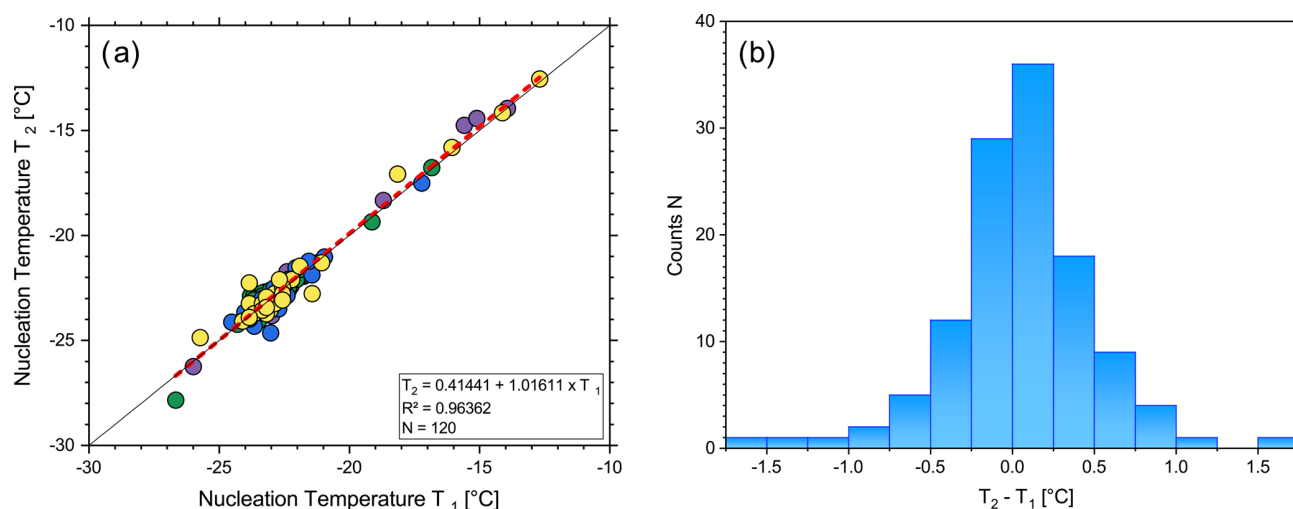 (a)
Nucleation Temperature T 2 [°C]
-10
-15
-20
-25
-30
-30
-25
-20
-15
-10
Nucleation Temperature T 1 [°C]
T2 = 0.41441 + 1.01611 x T 1
R² = 0.96362
N = 120
(b)
Counts N
40
30
20
10
0
-1.5
-1.0
-0.5
0.0
0.5
1.0
1.5
T2 - T1 [°C]